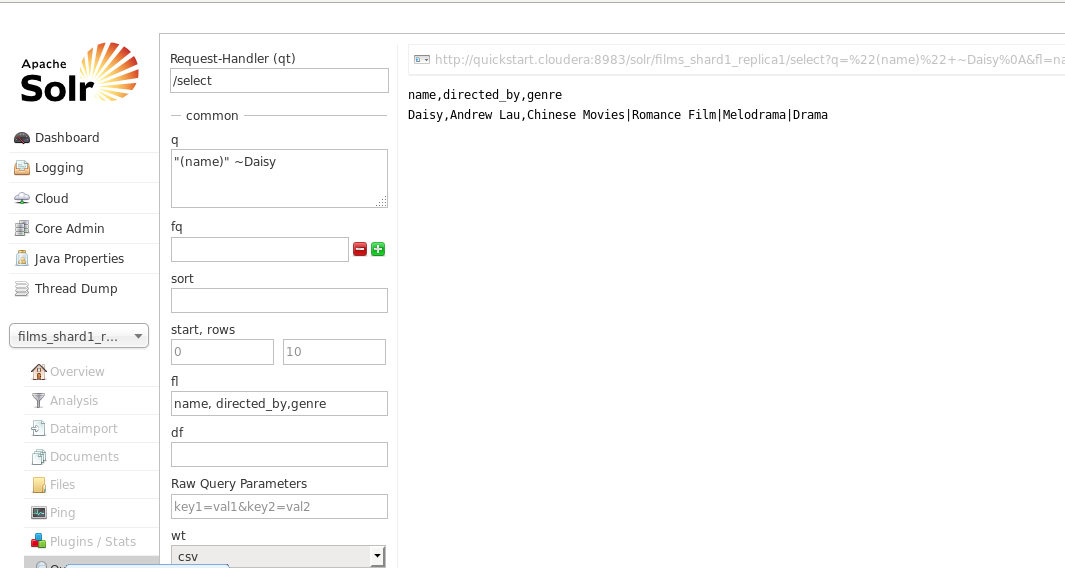 Apache
Solr
Dashboard
Logging
Cloud
Core Admin
Java Properties
Thread Dump
films_shard1_r...
Overview
Analysis
Dataimport
Documents
Files
Ping
Plugins / Stats
Request-Handler (qt)
/select
common
q
"(name)" ~Daisy
fq
sort
start, rows
0 10
fl
name, directed_by,genre
df
Raw Query Parameters
key1=val1&key2=val2
wt
csv
http://quickstart.cloudera:8983/solr/films_shard1_replica1/select?q=%22(name)%22+~Daisy%0A&fl=na
name,directed_by,genre
Daisy,Andrew Lau,Chinese Movies|Romance Film|Melodrama|Drama